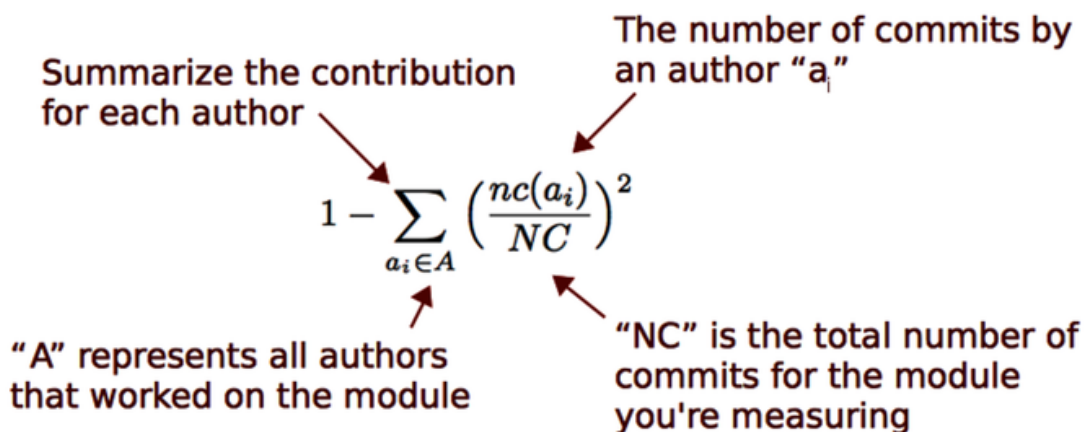 The number of commits by
an author “aᵢ”
Summarize the contribution
for each author
1 − ∑ (nc(aᵢ) / NC)²
aᵢ∈A
“A” represents all authors
that worked on the module
“NC” is the total number of
commits for the module
you're measuring